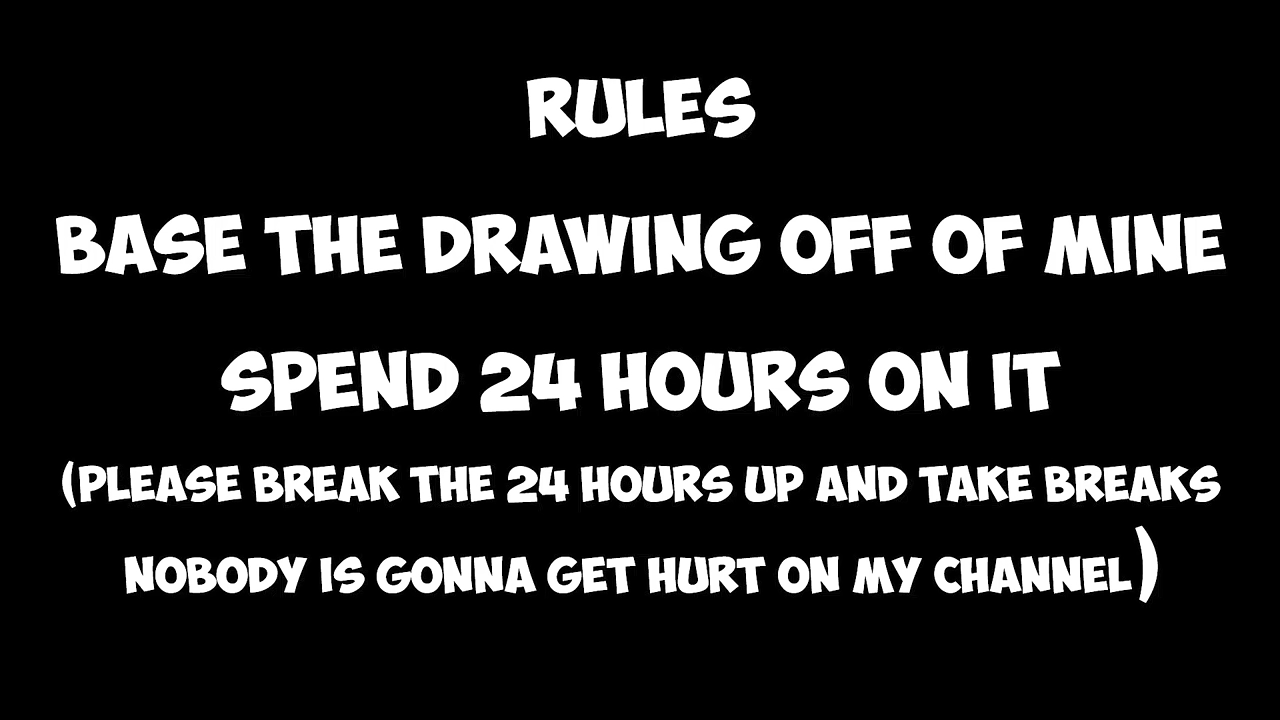 RULES
BASE THE DRAWING OFF OF MINE
SPEND 24 HOURS ON IT
(PLEASE BREAK THE 24 HOURS UP AND TAKE BREAKS
NOBODY IS GONNA GET HURT ON MY CHANNEL)